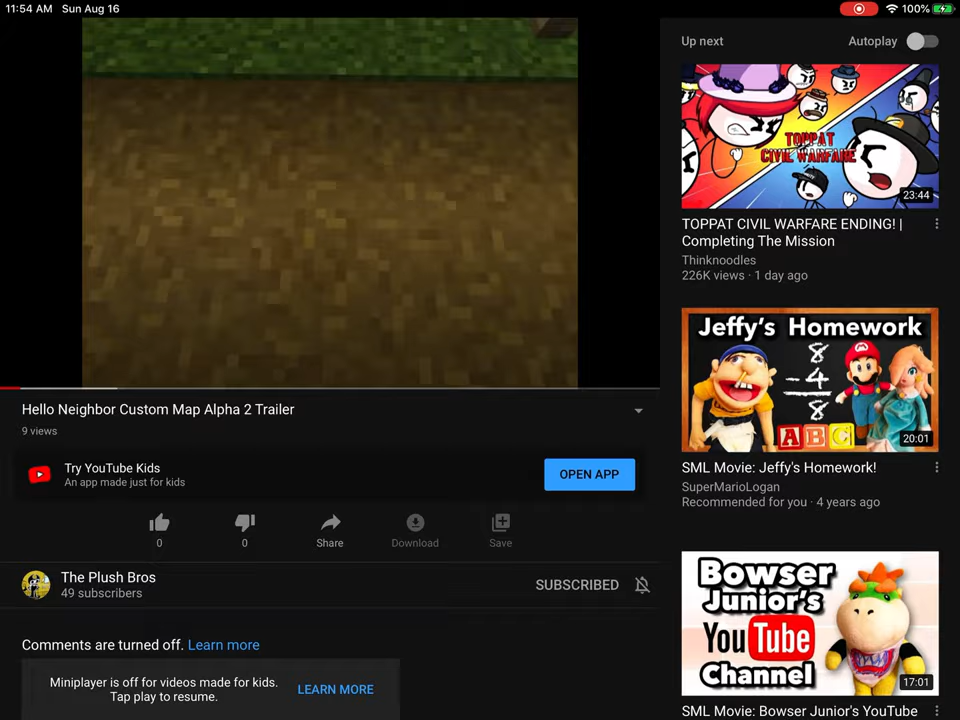 11:54 AM Sun Aug 16
100%
Up next
Autoplay
TOPPAT
CIVIL WARFARE
23:44
TOPPAT CIVIL WARFARE ENDING! |
Completing The Mission
Thinknoodles
226K views · 1 day ago
Jeffy's Homework
8
-4
8
ABC
20:01
SML Movie: Jeffy's Homework!
SuperMarioLogan
Recommended for you · 4 years ago
Bowser
Junior's
YouTube
Channel
17:01
SML Movie: Bowser Junior's YouTube
Hello Neighbor Custom Map Alpha 2 Trailer
9 views
Try YouTube Kids
An app made just for kids
OPEN APP
0
0
Share
Download
Save
The Plush Bros
49 subscribers
SUBSCRIBED
Comments are turned off. Learn more
Miniplayer is off for videos made for kids.
Tap play to resume.
LEARN MORE